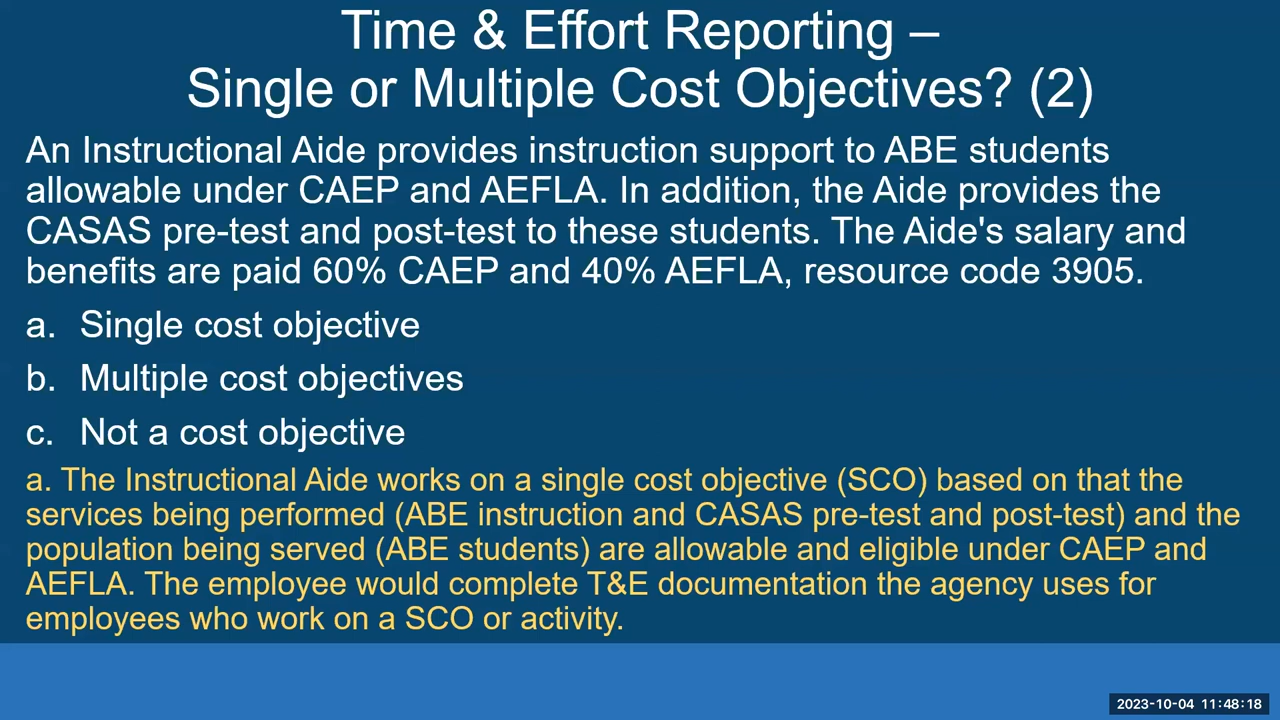 Time & Effort Reporting –
Single or Multiple Cost Objectives? (2)
An Instructional Aide provides instruction support to ABE students
allowable under CAEP and AEFLA. In addition, the Aide provides the
CASAS pre-test and post-test to these students. The Aide's salary and
benefits are paid 60% CAEP and 40% AEFLA, resource code 3905.
a. Single cost objective
b. Multiple cost objectives
c. Not a cost objective
a. The Instructional Aide works on a single cost objective (SCO) based on that the
services being performed (ABE instruction and CASAS pre-test and post-test) and the
population being served (ABE students) are allowable and eligible under CAEP and
AEFLA. The employee would complete T&E documentation the agency uses for
employees who work on a SCO or activity.
2023-10-04 11:48:18